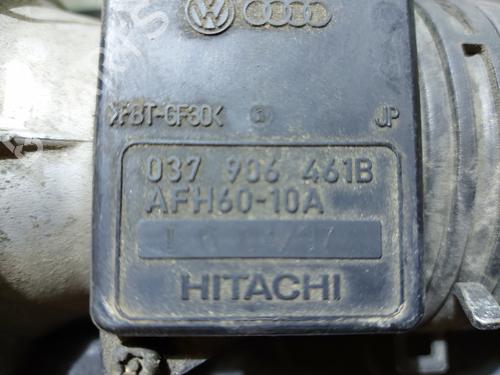 >PBT-GF30<
JP
037 906 461B
AFH60-10A
HITACHI